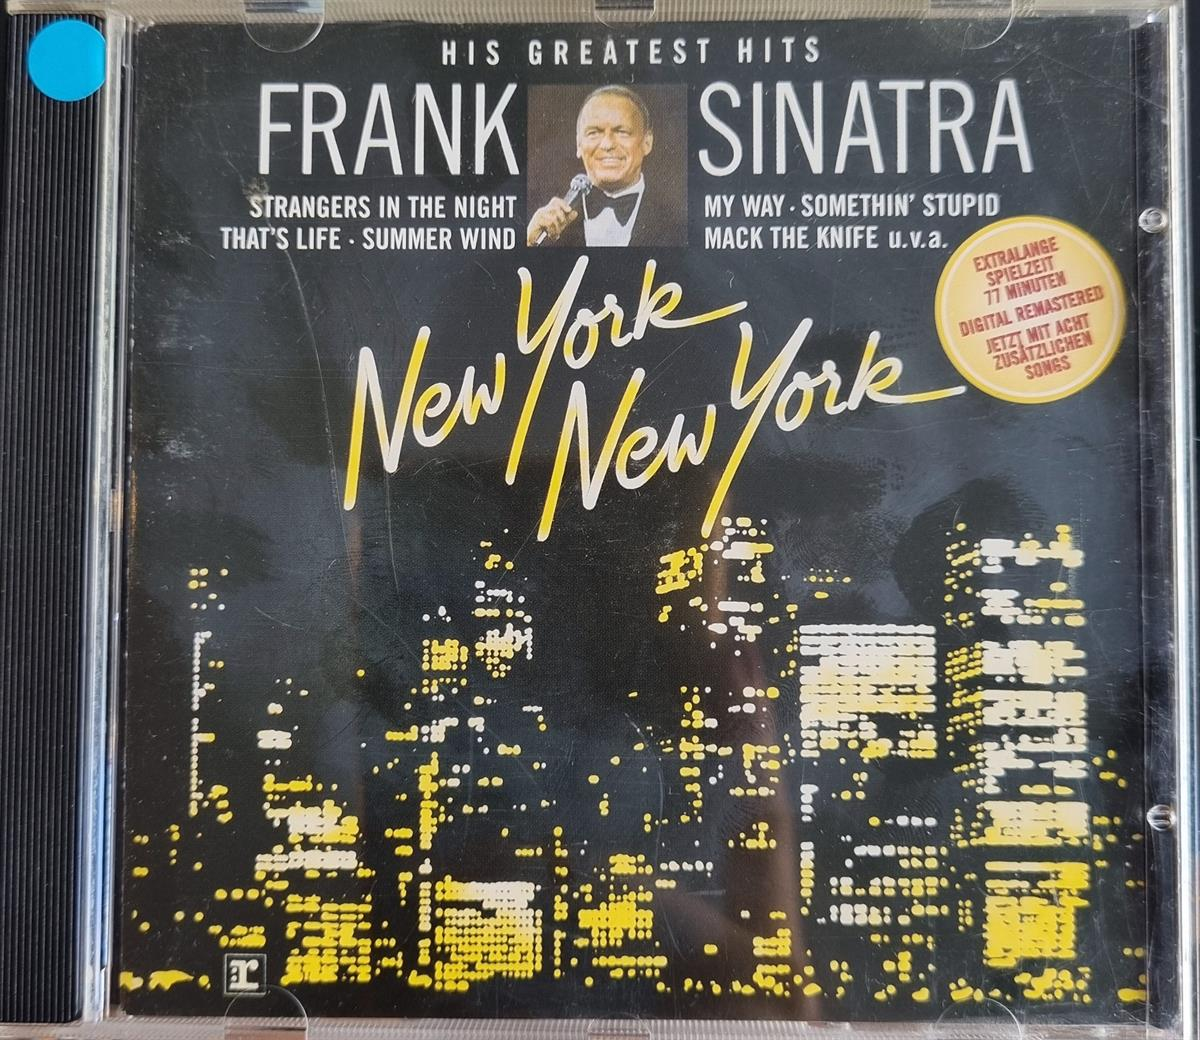 HIS GREATEST HITS
FRANK SINATRA
STRANGERS IN THE NIGHT
THAT'S LIFE · SUMMER WIND
MY WAY · SOMETHIN' STUPID
MACK THE KNIFE u.v.a.
EXTRALANGE
SPIELZEIT
77 MINUTEN
DIGITAL REMASTERED
JETZT MIT ACHT
ZUSÄTZLICHEN
SONGS
New York
New York
r